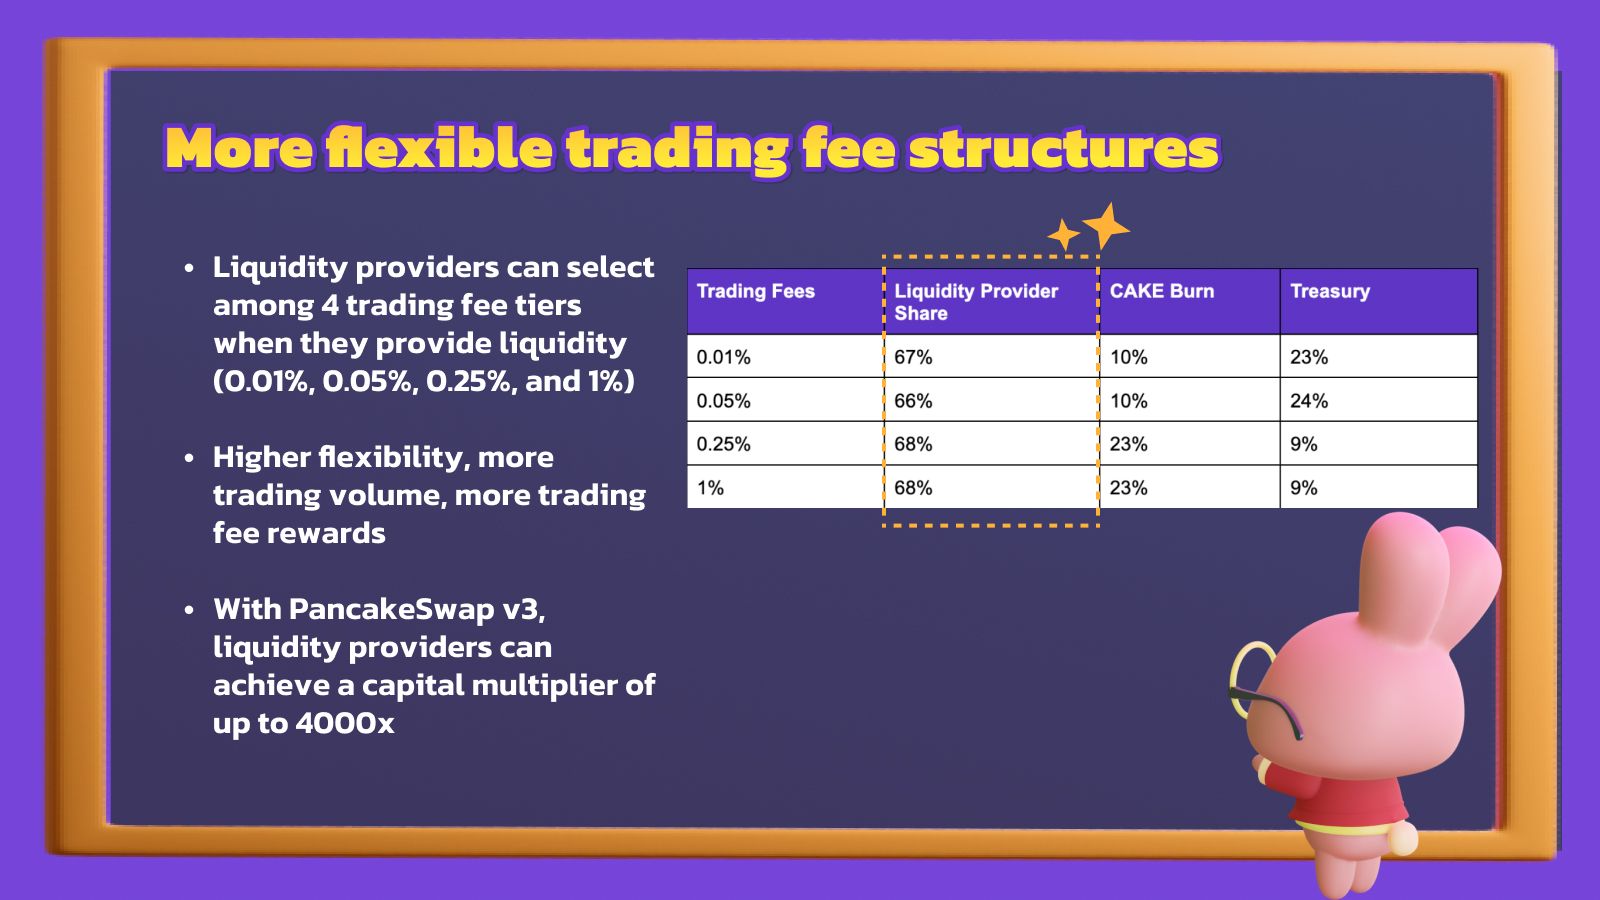 More flexible trading fee structures
• Liquidity providers can select
among 4 trading fee tiers
when they provide liquidity
(0.01%, 0.05%, 0.25%, and 1%)
• Higher flexibility, more
trading volume, more trading
fee rewards
• With PancakeSwap v3,
liquidity providers can
achieve a capital multiplier of
up to 4000x
Trading Fees Liquidity Provider Share CAKE Burn Treasury
0.01% 67% 10% 23%
0.05% 66% 10% 24%
0.25% 68% 23% 9%
1% 68% 23% 9%